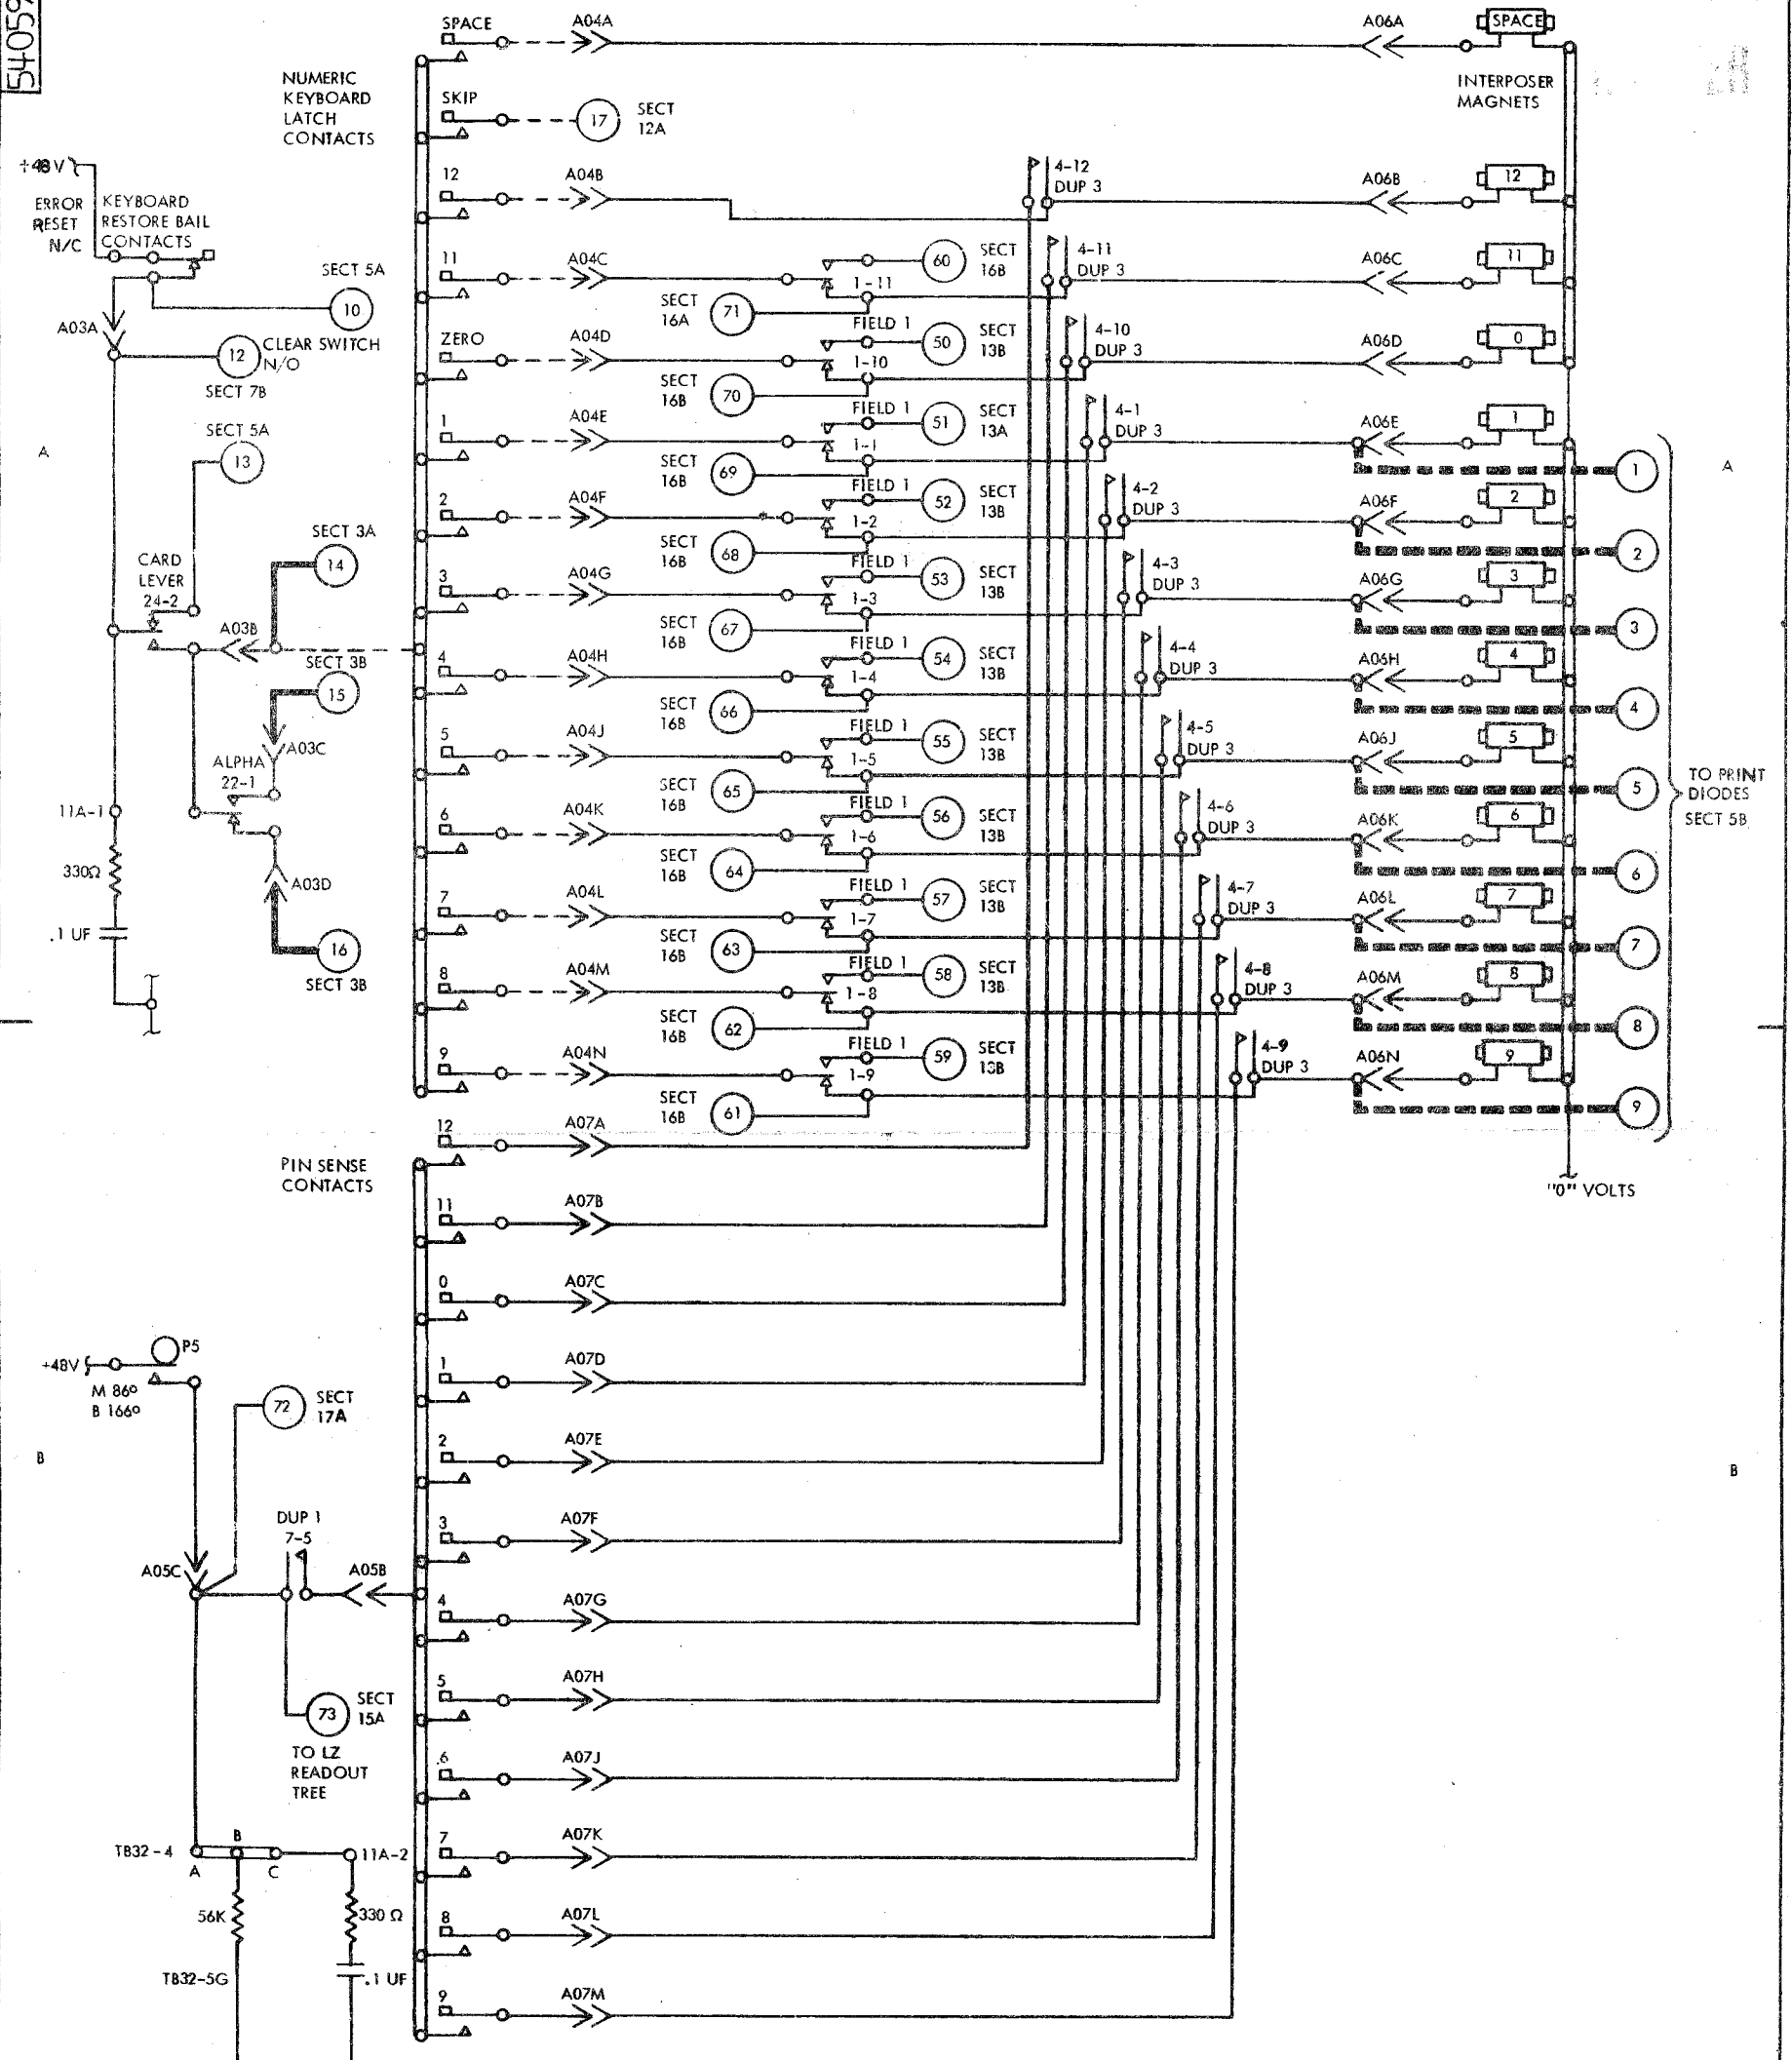 54059
SPACE
A04A
A06A
SPACE
NUMERIC
KEYBOARD
LATCH
CONTACTS
INTERPOSER
MAGNETS
SKIP
17
SECT
12A
+48V
ERROR
RESET
N/C
KEYBOARD
RESTORE BAIL
CONTACTS
12
A04B
4-12
DUP 3
A06B
12
SECT 5A
10
11
A04C
1-11
60
SECT
16B
4-11
DUP 3
A06C
11
SECT
16A
71
FIELD 1
A03A
12
CLEAR SWITCH
N/O
SECT 7B
ZERO
A04D
1-10
50
SECT
13B
4-10
DUP 3
A06D
0
SECT
16B
70
FIELD 1
SECT 5A
13
A
1
A04E
1-1
51
SECT
13A
4-1
DUP 3
A06E
1
1
A
SECT
16B
69
FIELD 1
2
A04F
1-2
52
SECT
13B
4-2
DUP 3
A06F
2
2
SECT 3A
14
SECT
16B
68
FIELD 1
CARD
LEVER
24-2
3
A04G
1-3
53
SECT
13B
4-3
DUP 3
A06G
3
3
A03B
SECT
16B
67
FIELD 1
SECT 3B
15
4
A04H
1-4
54
SECT
13B
4-4
DUP 3
A06H
4
4
SECT
16B
66
FIELD 1
A03C
ALPHA
22-1
5
A04J
1-5
55
SECT
13B
4-5
DUP 3
A06J
5
5
TO PRINT
DIODES
SECT 5B
SECT
16B
65
FIELD 1
11A-1
6
A04K
1-6
56
SECT
13B
4-6
DUP 3
A06K
6
6
330Ω
A03D
SECT
16B
64
FIELD 1
.1 UF
7
A04L
1-7
57
SECT
13B
4-7
DUP 3
A06L
7
7
16
SECT 3B
SECT
16B
63
FIELD 1
8
A04M
1-8
58
SECT
13B
4-8
DUP 3
A06M
8
8
SECT
16B
62
FIELD 1
9
A04N
1-9
59
SECT
13B
4-9
DUP 3
A06N
9
9
SECT
16B
61
12
A07A
PIN SENSE
CONTACTS
"0" VOLTS
11
A07B
0
A07C
+48V
P5
M 86°
B 166°
1
A07D
72
SECT
17A
B
2
A07E
B
DUP 1
7-5
3
A07F
A05C
A05B
4
A07G
5
A07H
73
SECT
15A
TO LZ
READOUT
TREE
6
A07J
TB32-4
A
B
C
11A-2
7
A07K
56K
330 Ω
8
A07L
TB32-5G
.1 UF
9
A07M